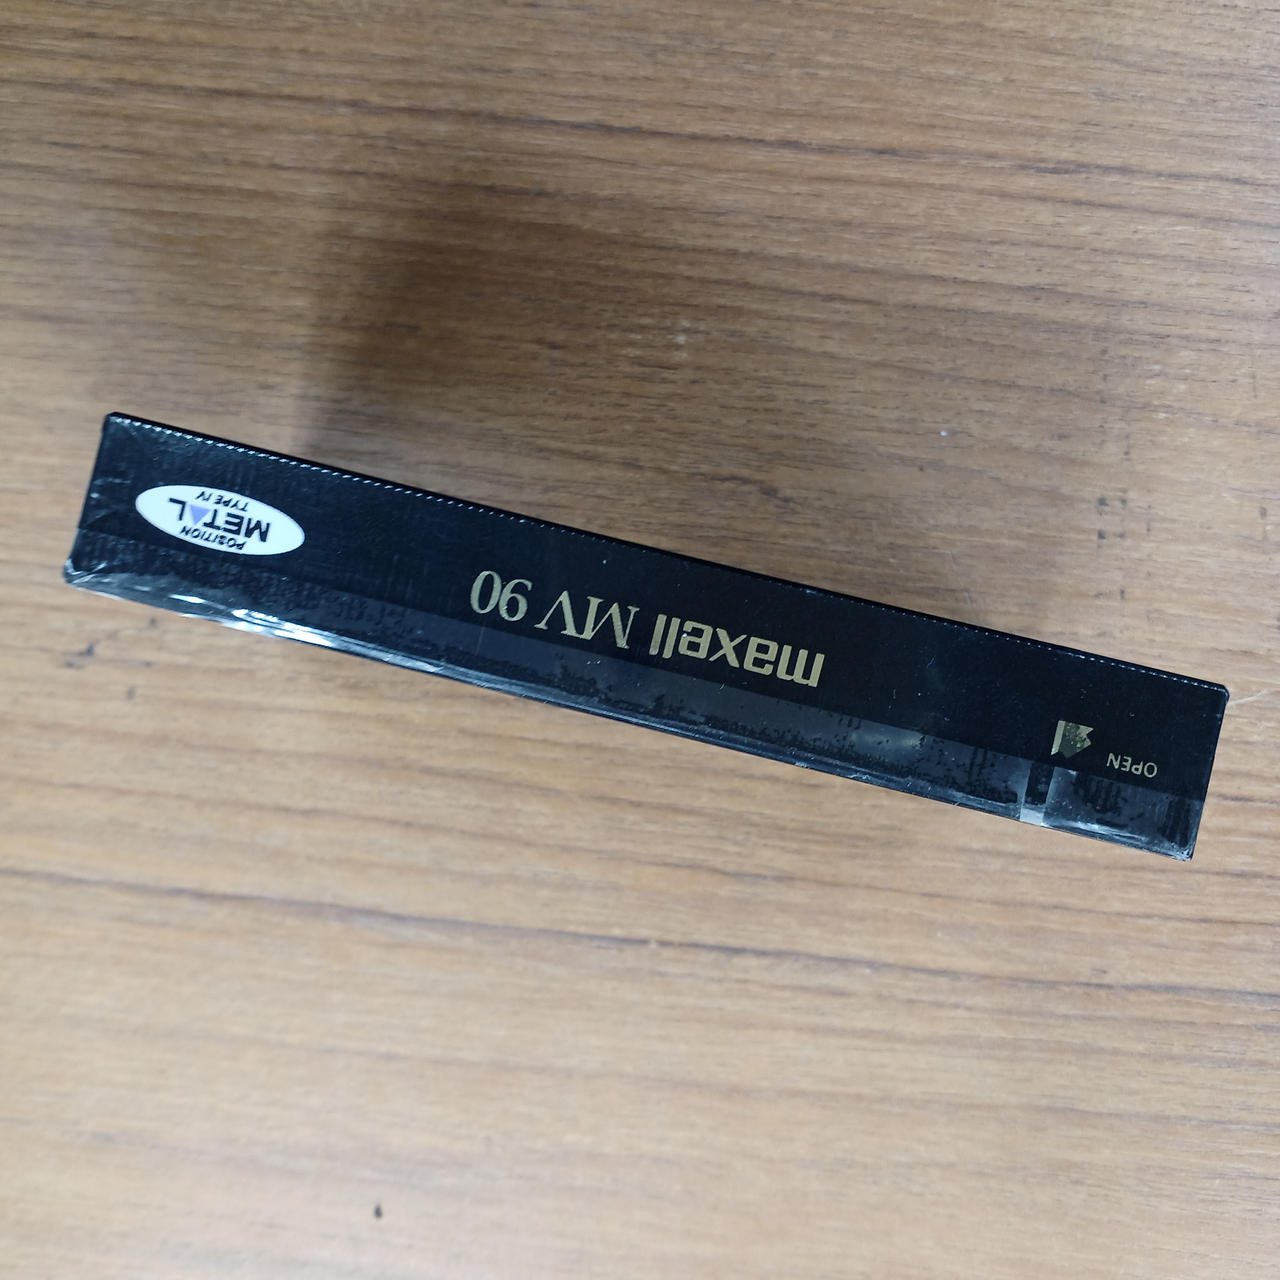 OPEN
maxell MV 90
POSITION
METAL
TYPE IV